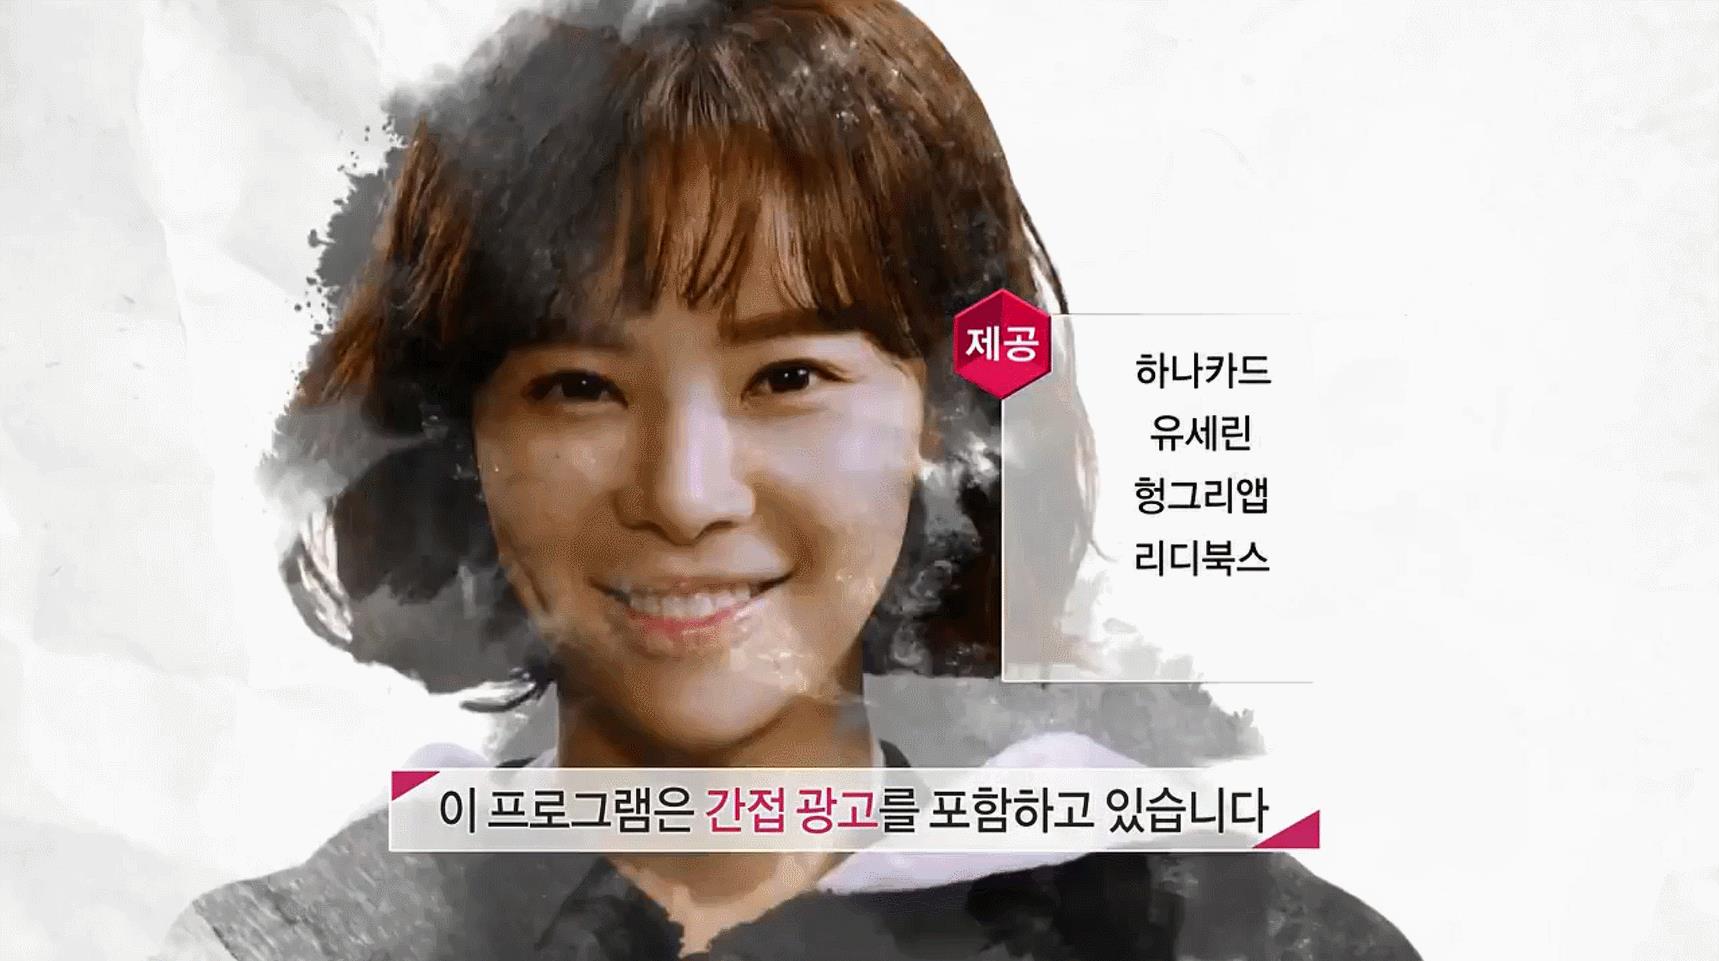 제공
하나카드
유세린
헝그리앱
리디북스
이 프로그램은 간접 광고를 포함하고 있습니다